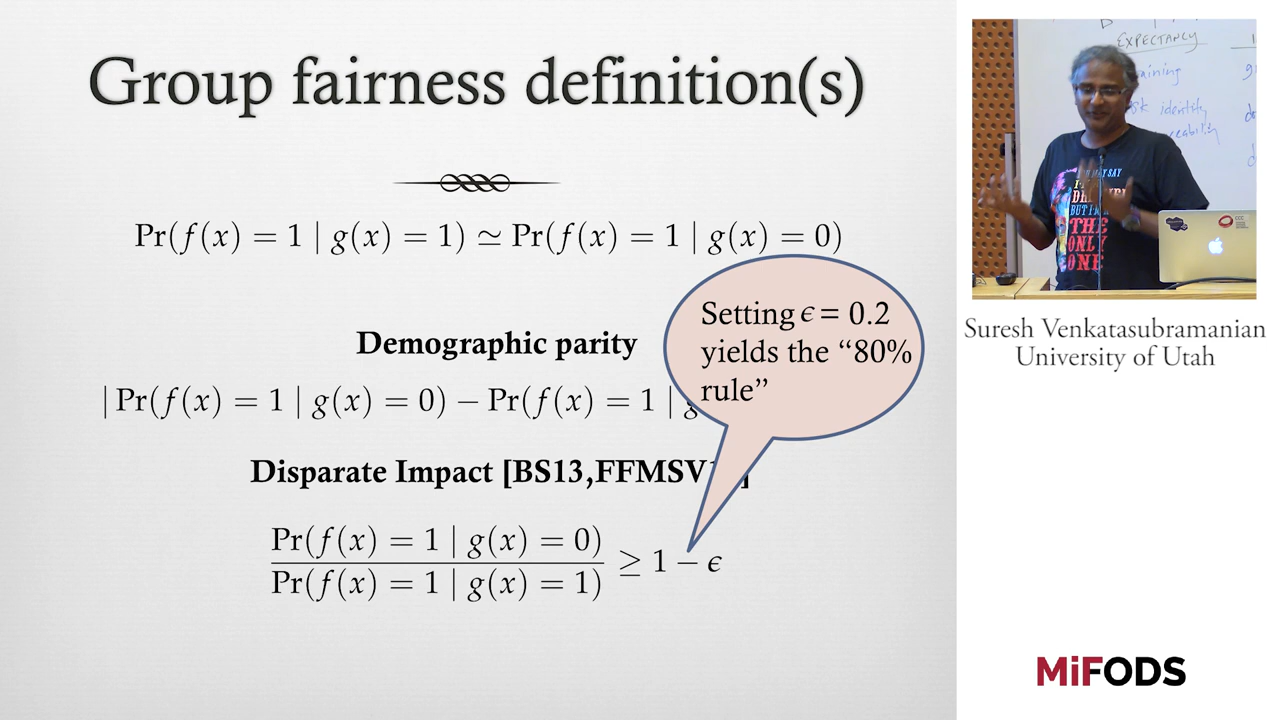 Group fairness definition(s)
Pr(f(x) = 1 | g(x) = 1) ≃ Pr(f(x) = 1 | g(x) = 0)
Demographic parity
| Pr(f(x) = 1 | g(x) = 0) − Pr(f(x) = 1 |
Disparate Impact [BS13,FFMSV
Pr(f(x) = 1 | g(x) = 0)
Pr(f(x) = 1 | g(x) = 1)
≥ 1 − ϵ
Setting ϵ = 0.2
yields the “80%
rule”
EXPECTANCY
identity
BUT I'M
THE
ONLY
ONE
Suresh Venkatasubramanian
University of Utah
MiFODS